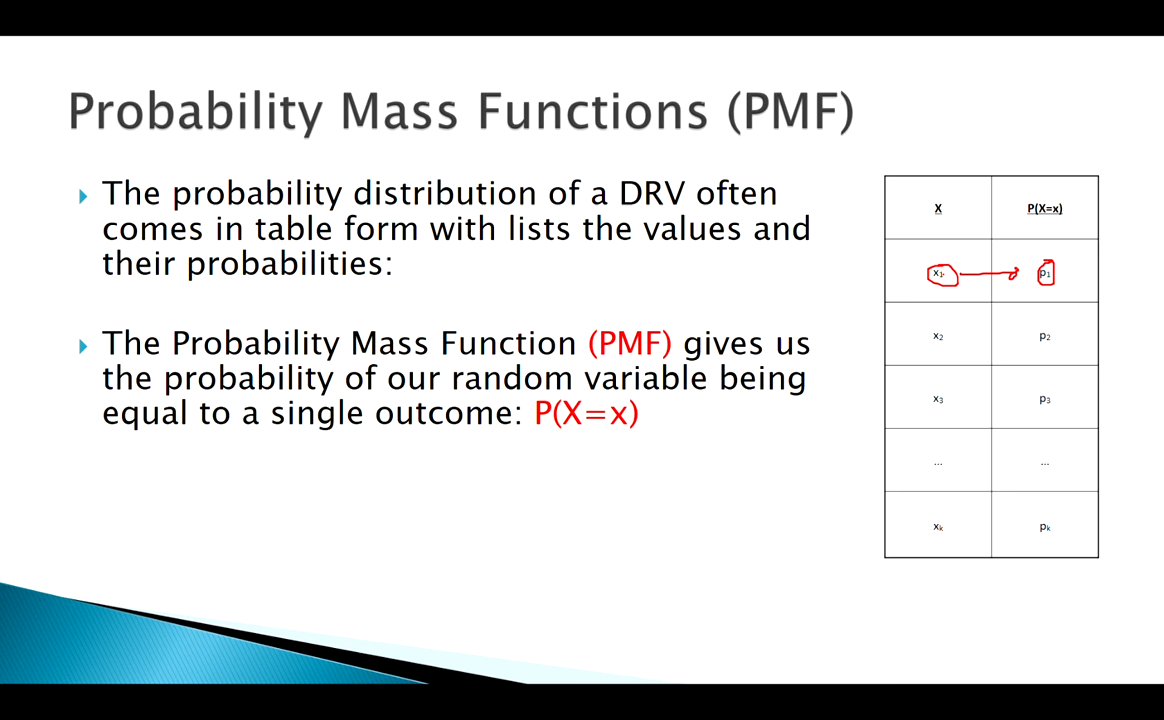 Probability Mass Functions (PMF)
The probability distribution of a DRV often
comes in table form with lists the values and
their probabilities:
The Probability Mass Function (PMF) gives us
the probability of our random variable being
equal to a single outcome: P(X=x)
X P(X=x)
x₁ p₁
x₂ p₂
x₃ p₃
... ...
xₖ pₖ